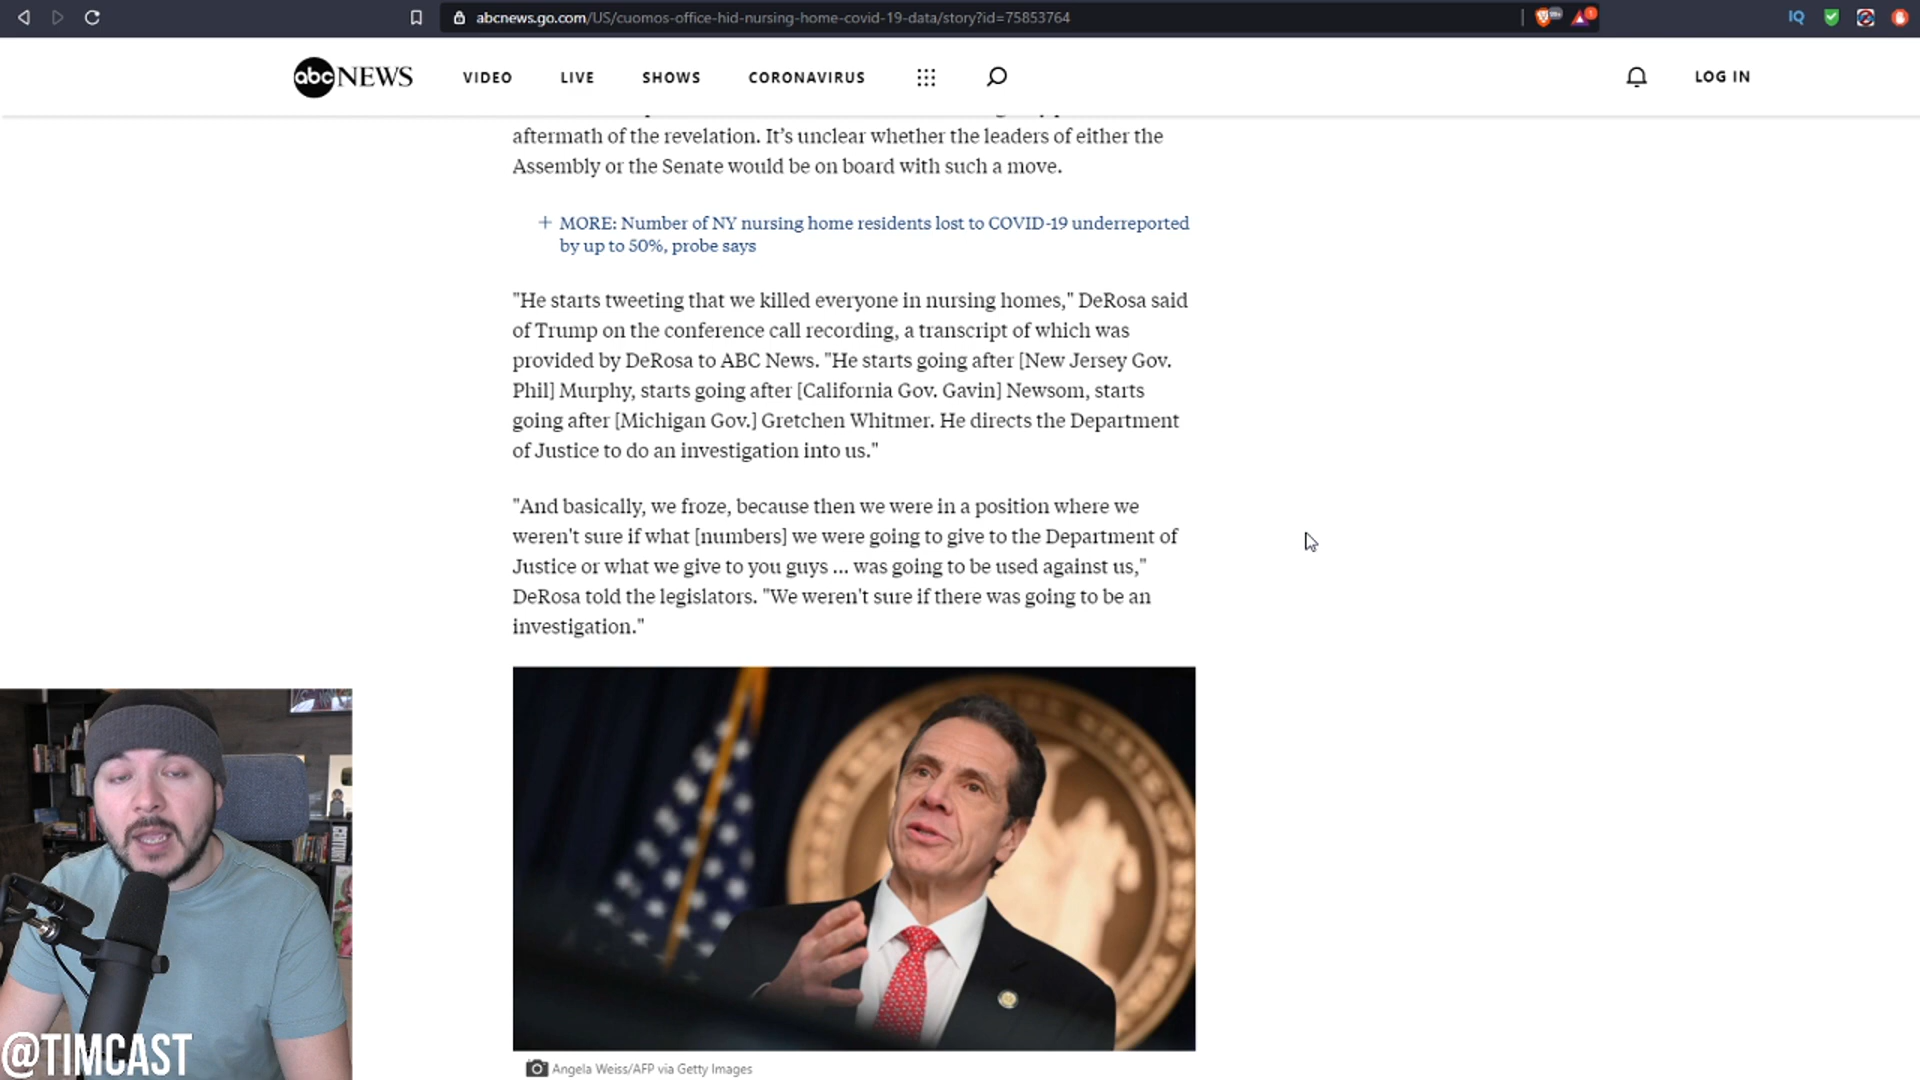 abcnews.go.com/US/cuomos-office-hid-nursing-home-covid-19-data/story?id=75853764
IQ
abc NEWS VIDEO LIVE SHOWS CORONAVIRUS LOG IN
aftermath of the revelation. It’s unclear whether the leaders of either the
Assembly or the Senate would be on board with such a move.
+ MORE: Number of NY nursing home residents lost to COVID-19 underreported
by up to 50%, probe says
"He starts tweeting that we killed everyone in nursing homes," DeRosa said
of Trump on the conference call recording, a transcript of which was
provided by DeRosa to ABC News. "He starts going after [New Jersey Gov.
Phil] Murphy, starts going after [California Gov. Gavin] Newsom, starts
going after [Michigan Gov.] Gretchen Whitmer. He directs the Department
of Justice to do an investigation into us."
"And basically, we froze, because then we were in a position where we
weren't sure if what [numbers] we were going to give to the Department of
Justice or what we give to you guys ... was going to be used against us,"
DeRosa told the legislators. "We weren't sure if there was going to be an
investigation."
@TIMCAST
Angela Weiss/AFP via Getty Images